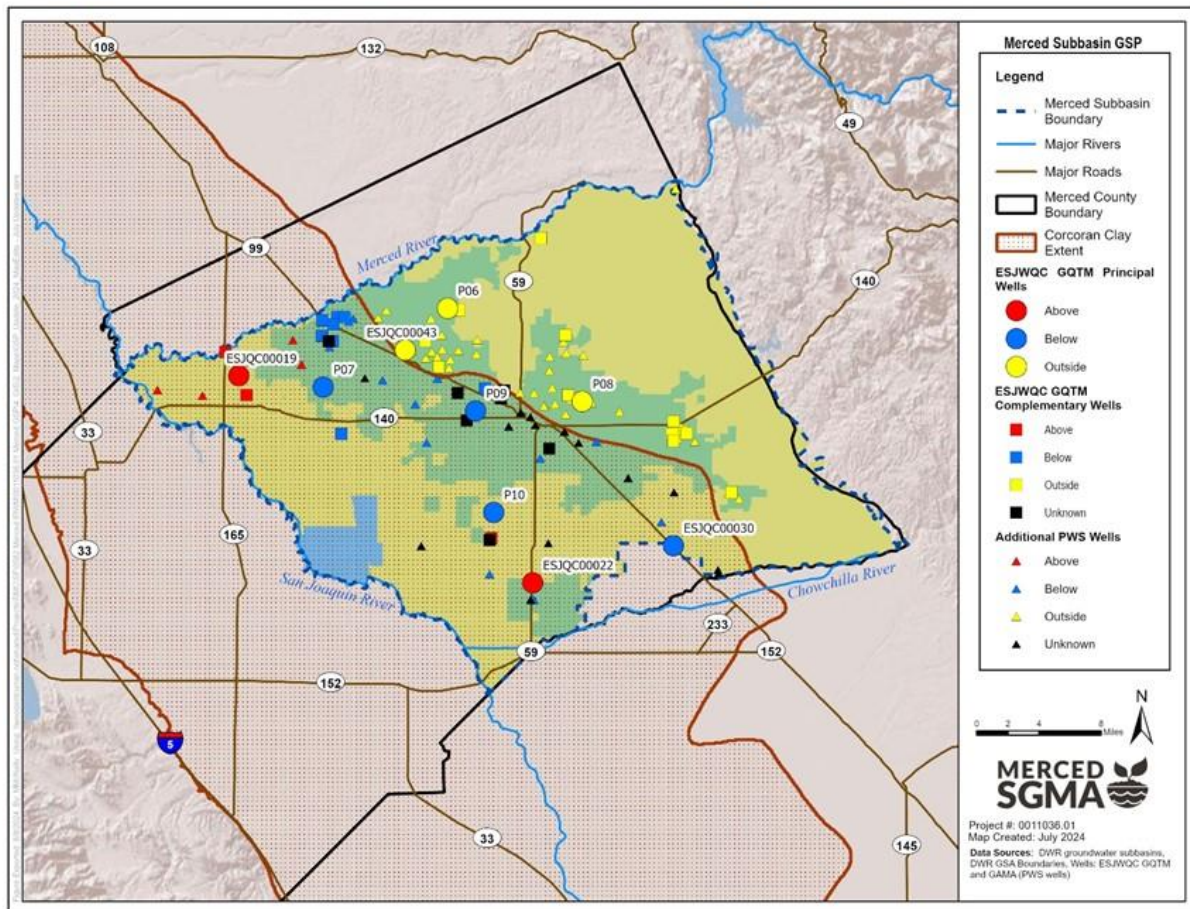 Merced Subbasin GSP
Legend
Merced Subbasin
Boundary
Major Rivers
Major Roads
Merced County
Boundary
Corcoran Clay
Extent
ESJWQC GQTM Principal
Wells
Above
Below
Outside
ESJWQC GQTM
Complementary Wells
Above
Below
Outside
Unknown
Additional PWS Wells
Above
Below
Outside
Unknown
N
0 2 4 8
Miles
MERCED
SGMA
Project #: 0011036.01
Map Created: July 2024
Data Sources: DWR groundwater subbasins,
DWR GSA Boundaries, Wells: ESJWQC GQTM
and GAMA (PWS wells)
108
132
49
99
Merced River
59
140
P06
ESJQC00043
ESJQC00019
P07
P09
P08
140
33
P10
165
33
ESJQC00030
ESJQC00022
San Joaquin River
Chowchilla River
233
59
152
152
5
33
145